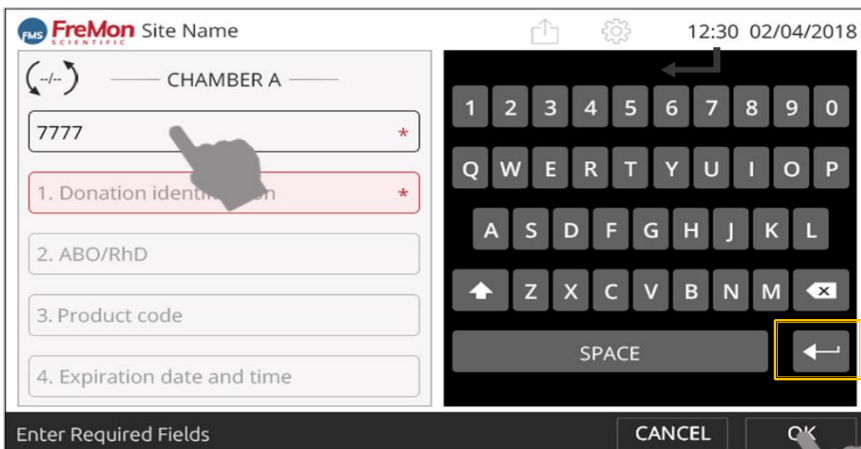 FMS FreMon SCIENTIFIC Site Name 12:30 02/04/2018
--/-- CHAMBER A
7777 *
1. Donation identification *
2. ABO/RhD
3. Product code
4. Expiration date and time
1 2 3 4 5 6 7 8 9 0
Q W E R T Y U I O P
A S D F G H J K L
Z X C V B N M
SPACE
Enter Required Fields CANCEL OK